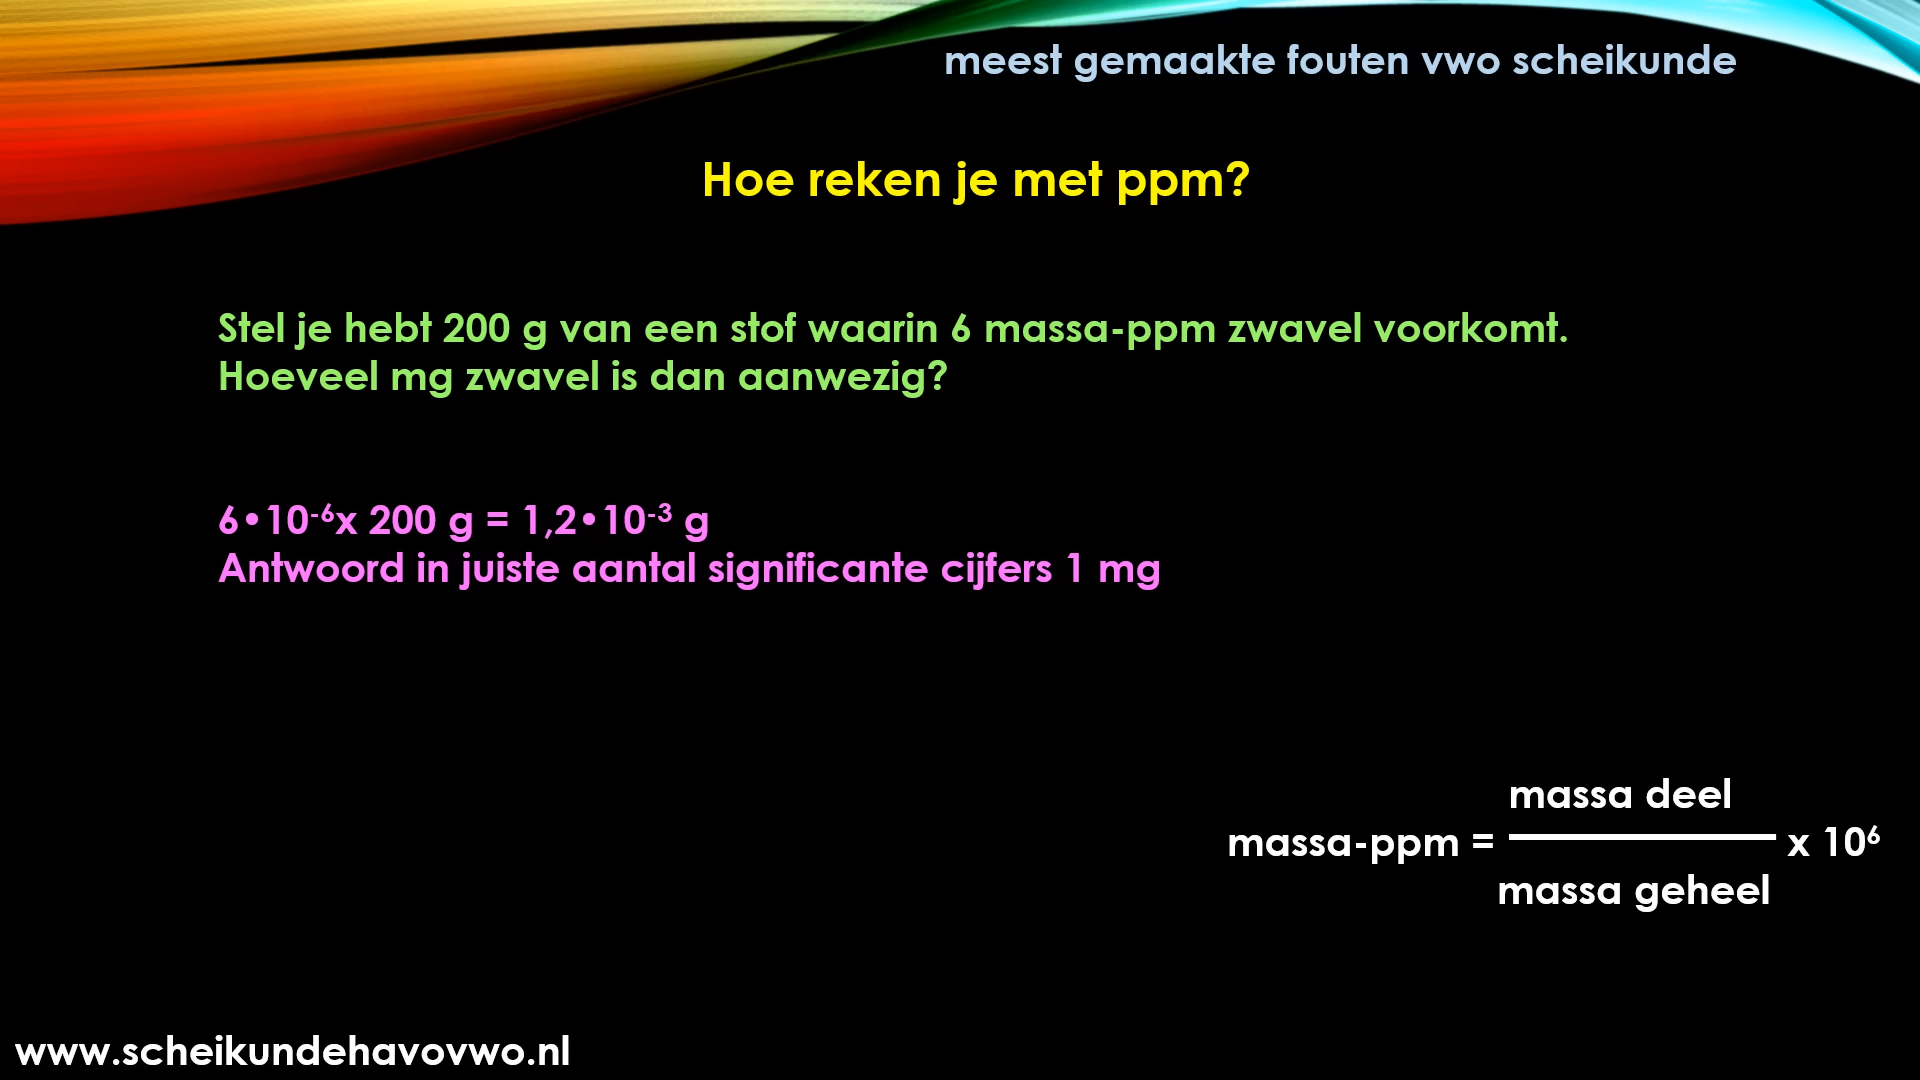 meest gemaakte fouten vwo scheikunde
Hoe reken je met ppm?
Stel je hebt 200 g van een stof waarin 6 massa-ppm zwavel voorkomt.
Hoeveel mg zwavel is dan aanwezig?
6•10⁻⁶x 200 g = 1,2•10⁻³ g
Antwoord in juiste aantal significante cijfers 1 mg
massa deel
massa-ppm = x 10⁶
massa geheel
www.scheikundehavovwo.nl